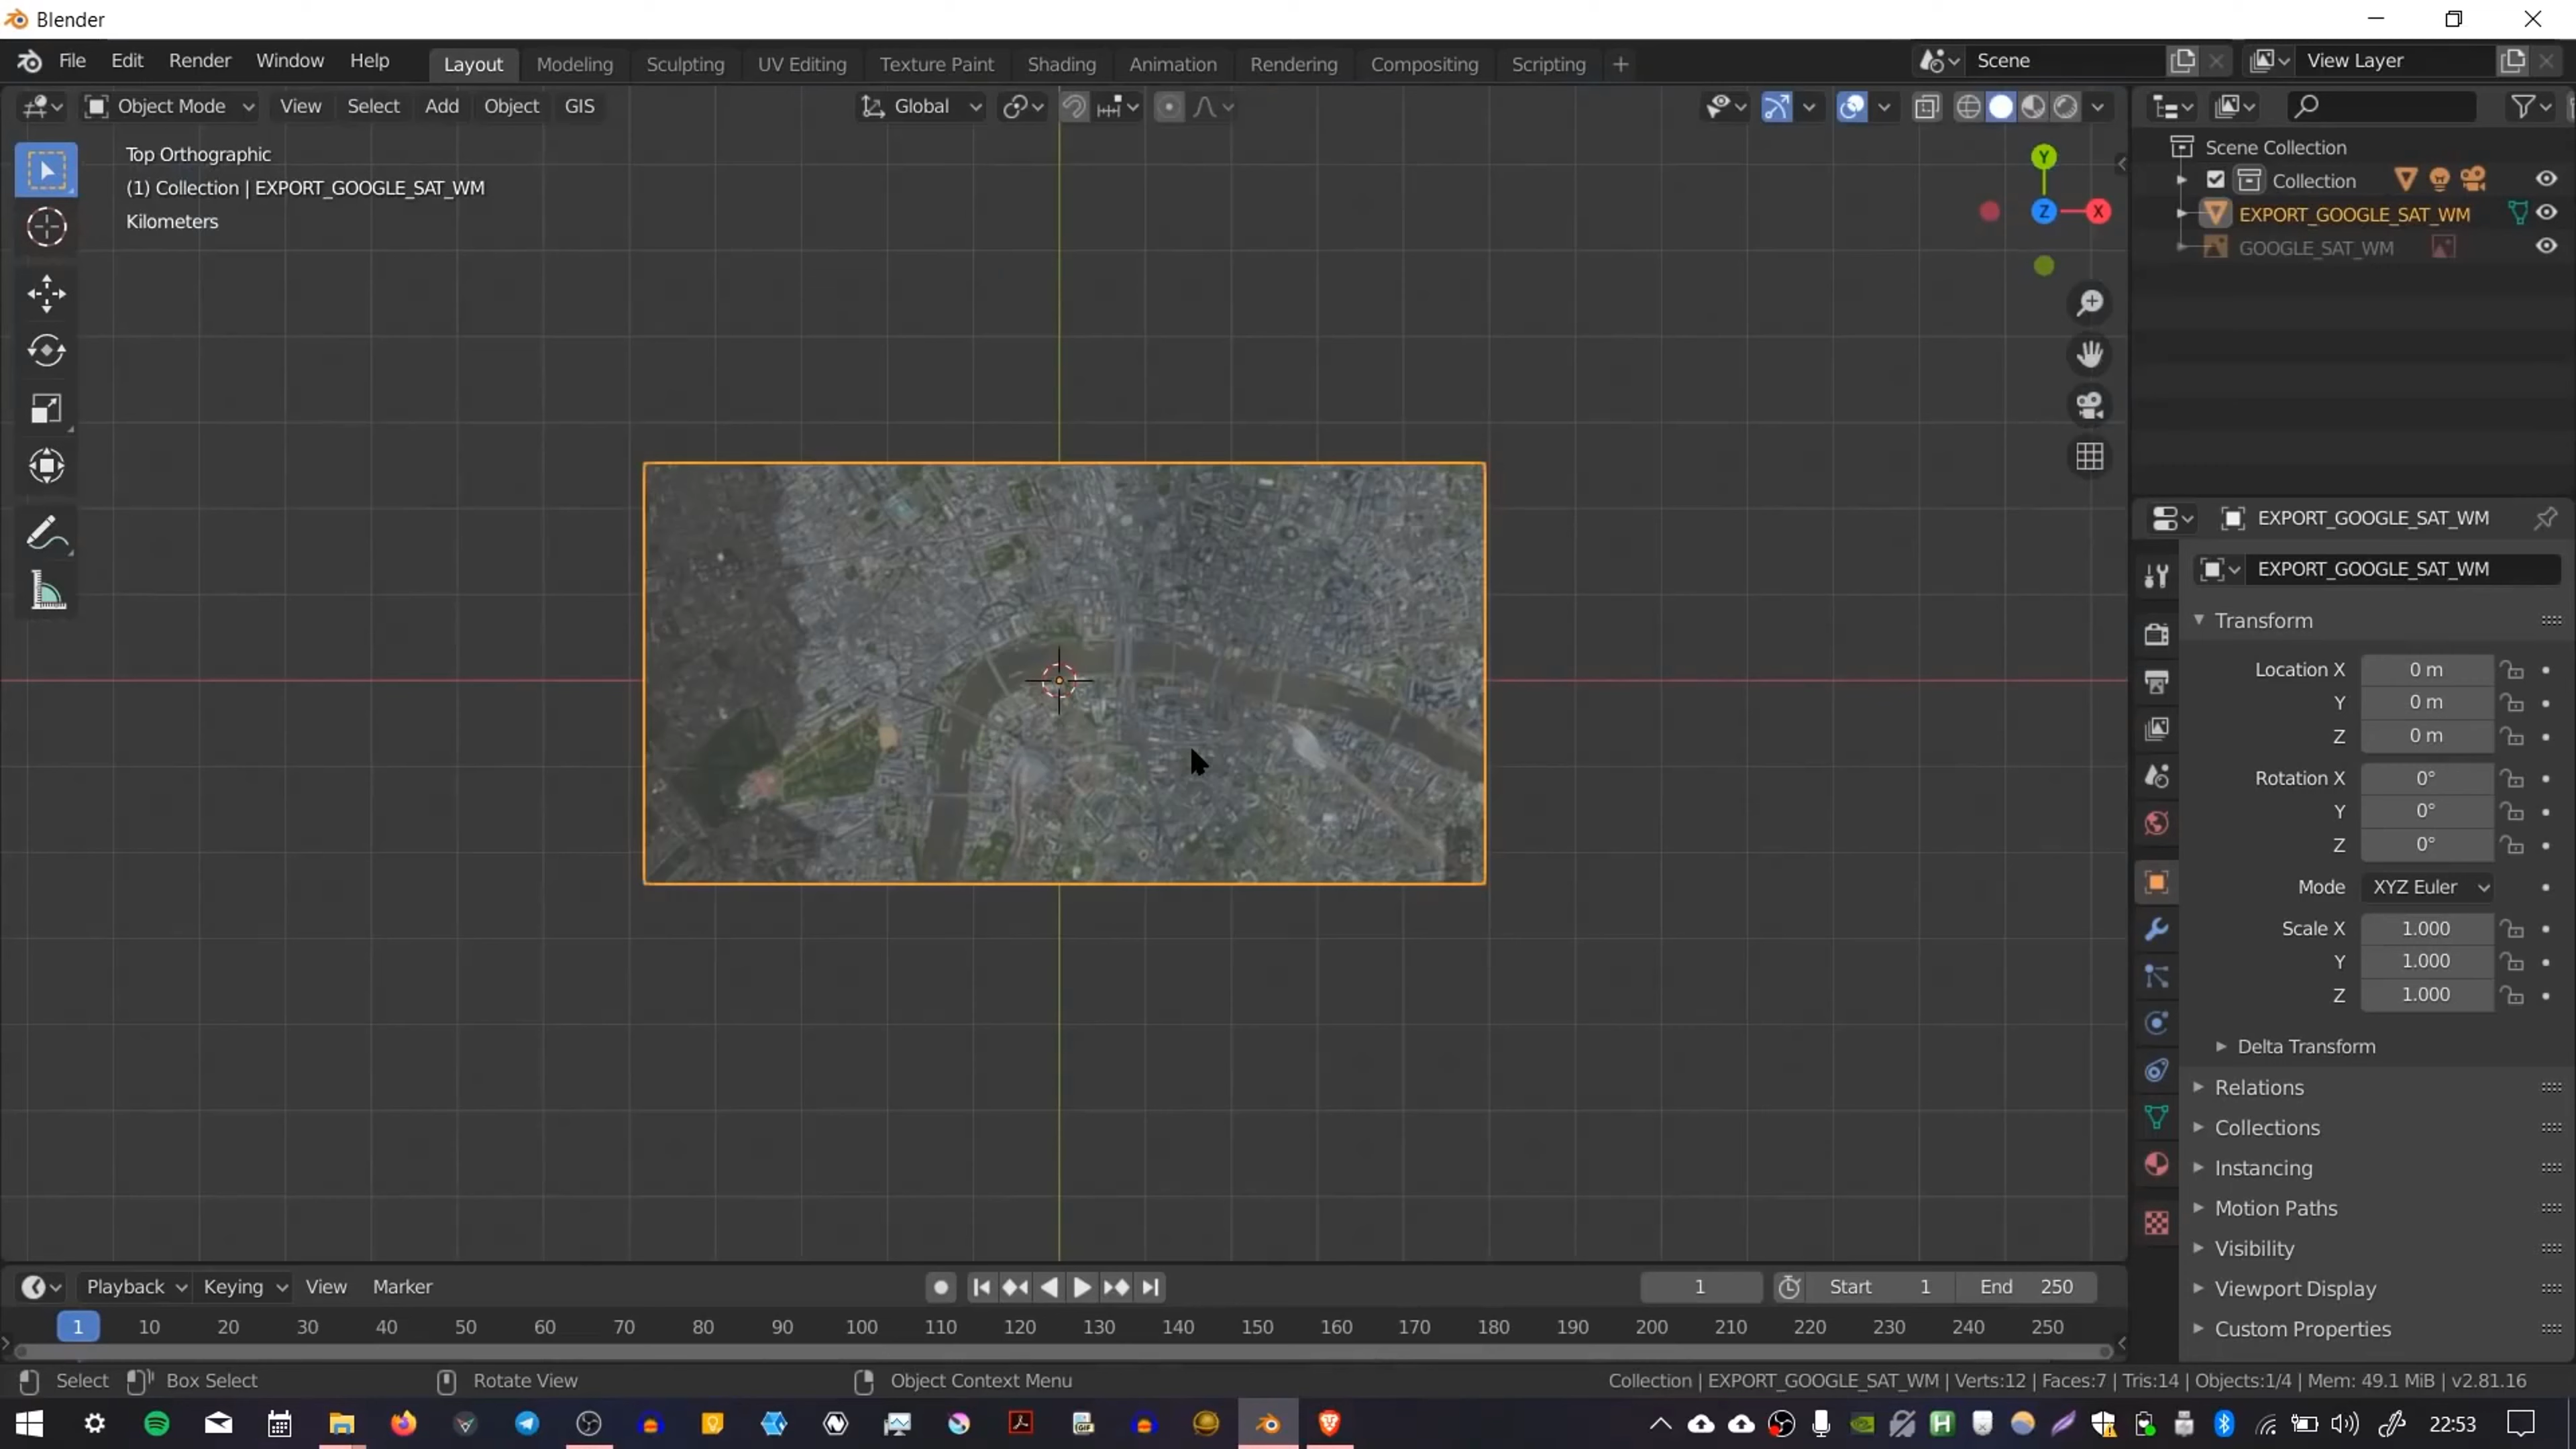 Blender
File Edit Render Window Help Layout Modeling Sculpting UV Editing Texture Paint Shading Animation Rendering Compositing Scripting + Scene View Layer
Object Mode View Select Add Object GIS Global
Top Orthographic
(1) Collection | EXPORT_GOOGLE_SAT_WM
Kilometers
Y
Z X
Scene Collection
Collection
EXPORT_GOOGLE_SAT_WM
GOOGLE_SAT_WM
EXPORT_GOOGLE_SAT_WM
EXPORT_GOOGLE_SAT_WM
Transform
Location X 0 m
Y 0 m
Z 0 m
Rotation X 0°
Y 0°
Z 0°
Mode XYZ Euler
Scale X 1.000
Y 1.000
Z 1.000
Delta Transform
Relations
Collections
Instancing
Motion Paths
Visibility
Viewport Display
Custom Properties
Playback Keying View Marker 1 Start 1 End 250
1 10 20 30 40 50 60 70 80 90 100 110 120 130 140 150 160 170 180 190 200 210 220 230 240 250
Select Box Select Rotate View Object Context Menu Collection | EXPORT_GOOGLE_SAT_WM | Verts:12 | Faces:7 | Tris:14 | Objects:1/4 | Mem: 49.1 MiB | v2.81.16
22:53